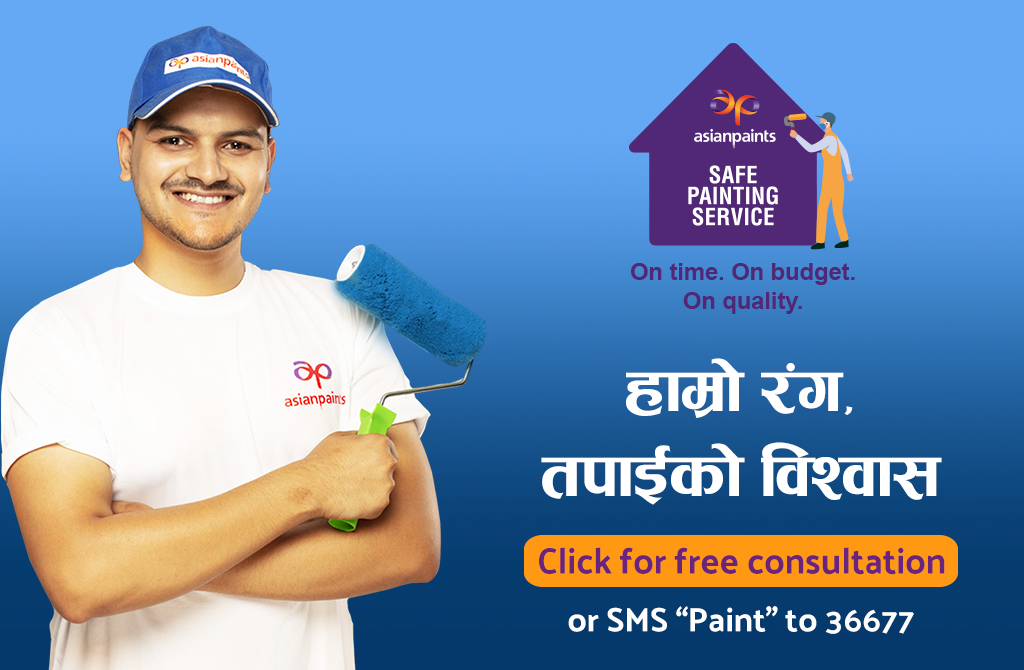 asianpaints
asianpaints
asianpaints
SAFE
PAINTING
SERVICE
On time. On budget.
On quality.
हाम्रो रंग,
तपाईको विश्वास
Click for free consultation
or SMS “Paint” to 36677